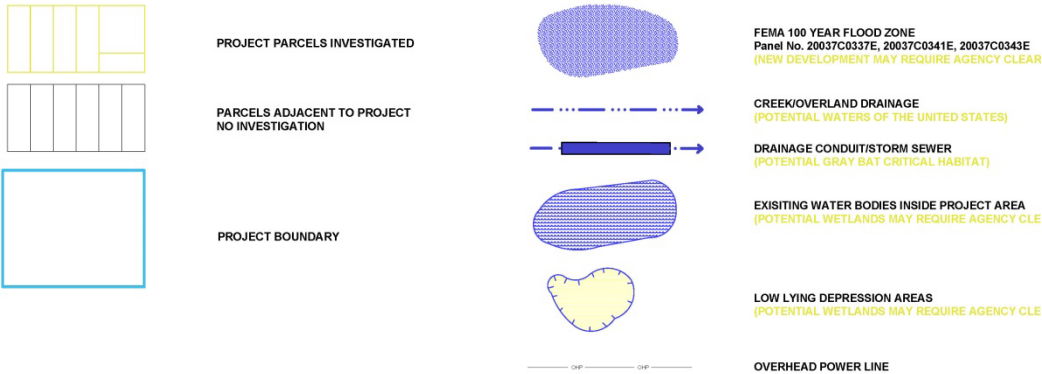 PROJECT PARCELS INVESTIGATED
PARCELS ADJACENT TO PROJECT
NO INVESTIGATION
PROJECT BOUNDARY
FEMA 100 YEAR FLOOD ZONE
Panel No. 20037C0337E, 20037C0341E, 20037C0343E
(NEW DEVELOPMENT MAY REQUIRE AGENCY CLEAR
CREEK/OVERLAND DRAINAGE
(POTENTIAL WATERS OF THE UNITED STATES)
DRAINAGE CONDUIT/STORM SEWER
(POTENTIAL GRAY BAT CRITICAL HABITAT)
EXISITING WATER BODIES INSIDE PROJECT AREA
(POTENTIAL WETLANDS MAY REQUIRE AGENCY CLE
LOW LYING DEPRESSION AREAS
(POTENTIAL WETLANDS MAY REQUIRE AGENCY CLE
OHP OHP
OVERHEAD POWER LINE